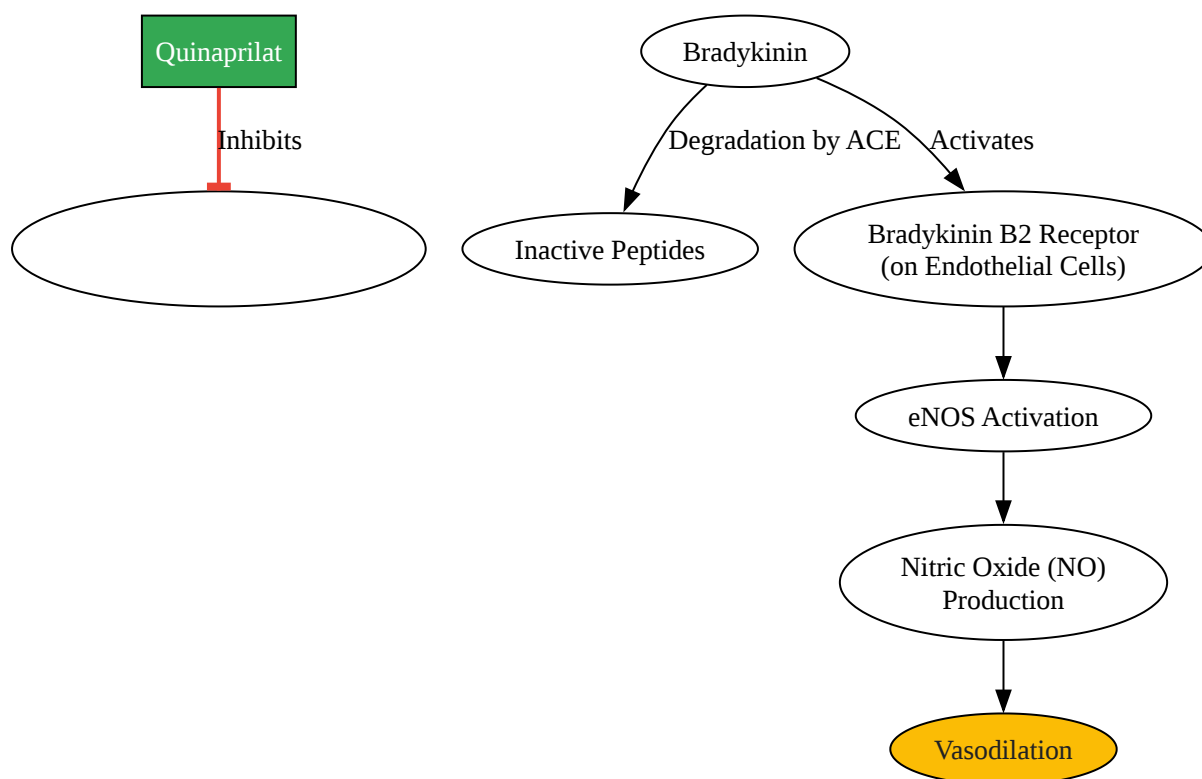 Quinaprilat
Bradykinin
Inhibits
Degradation by ACE
Activates
Inactive Peptides
Bradykinin B2 Receptor
(on Endothelial Cells)
eNOS Activation
Nitric Oxide (NO)
Production
Vasodilation